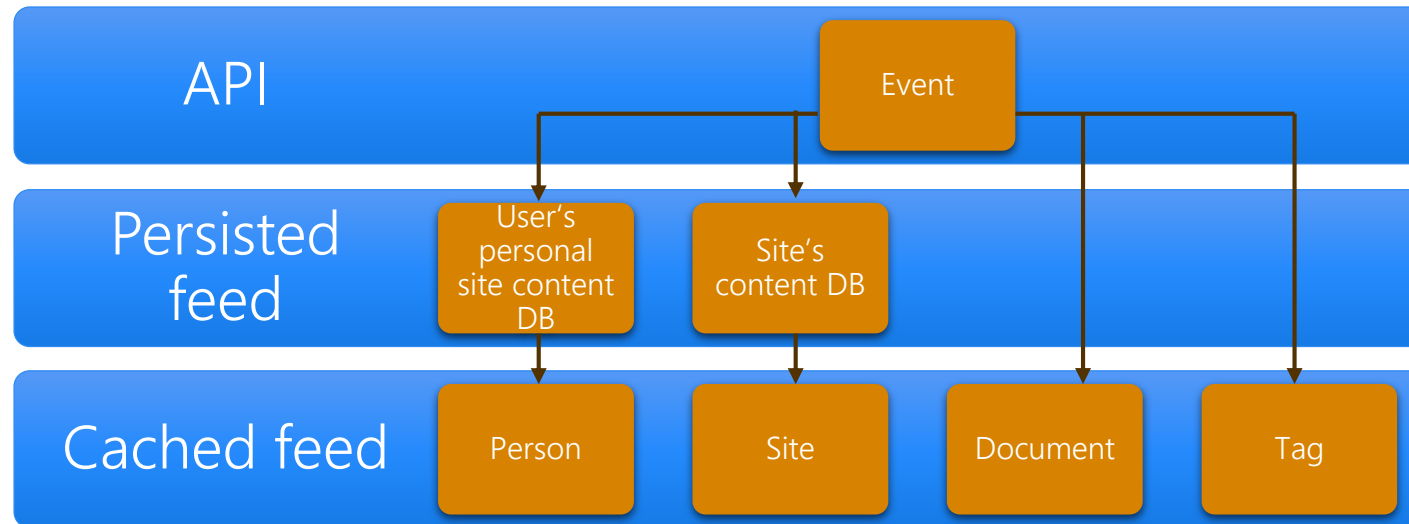 API
Event
Persisted
feed
User’s
personal
site content
DB
Site’s
content DB
Cached feed
Person
Site
Document
Tag